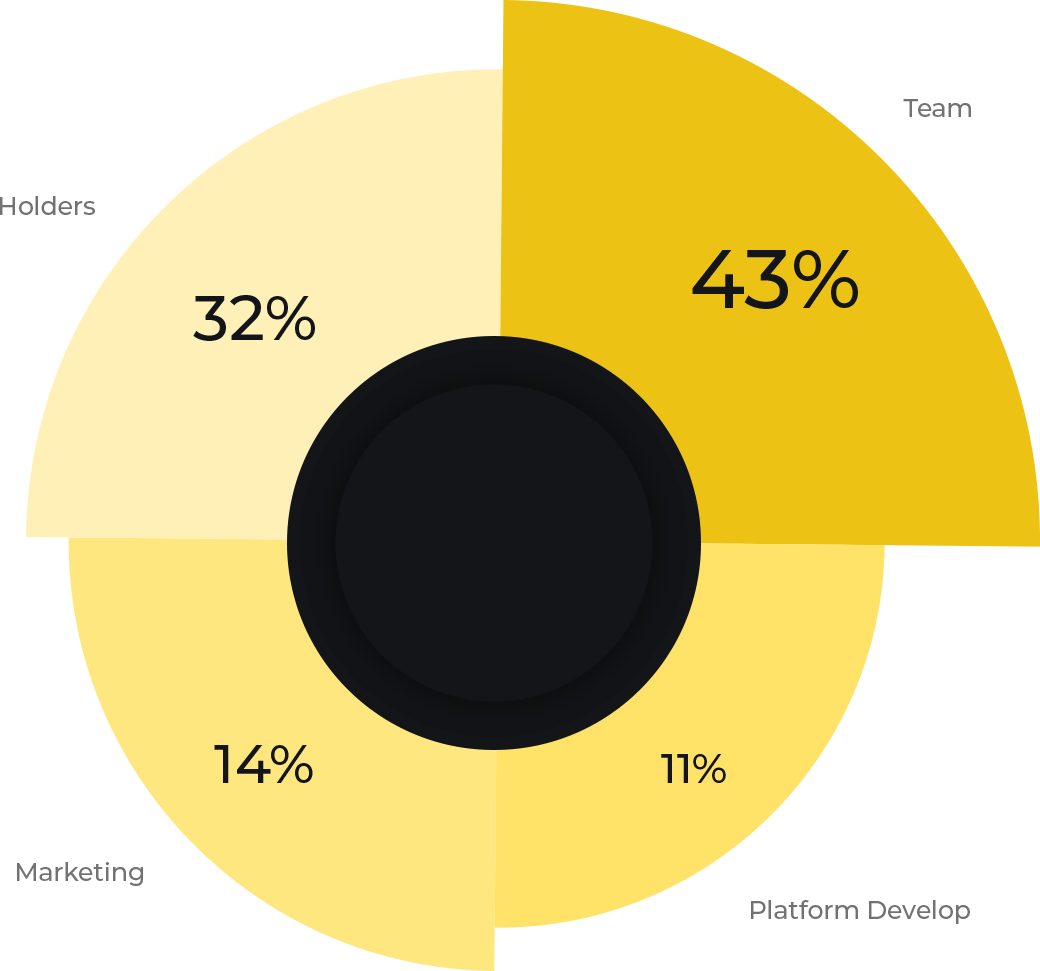 Team
Holders
43%
32%
14%
11%
Marketing
Platform Develop